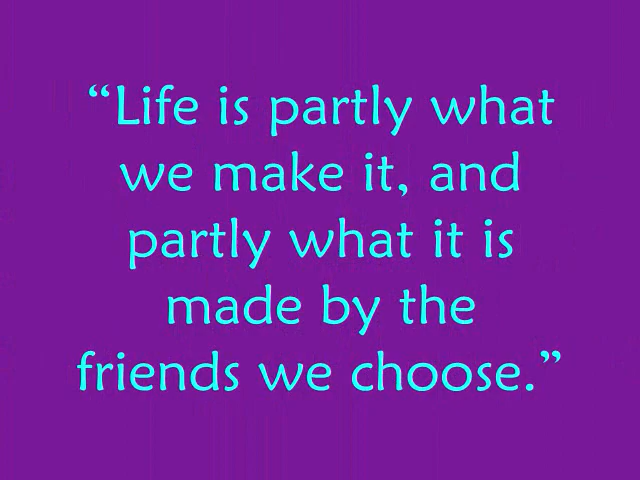 “Life is partly what
we make it, and
partly what it is
made by the
friends we choose.”